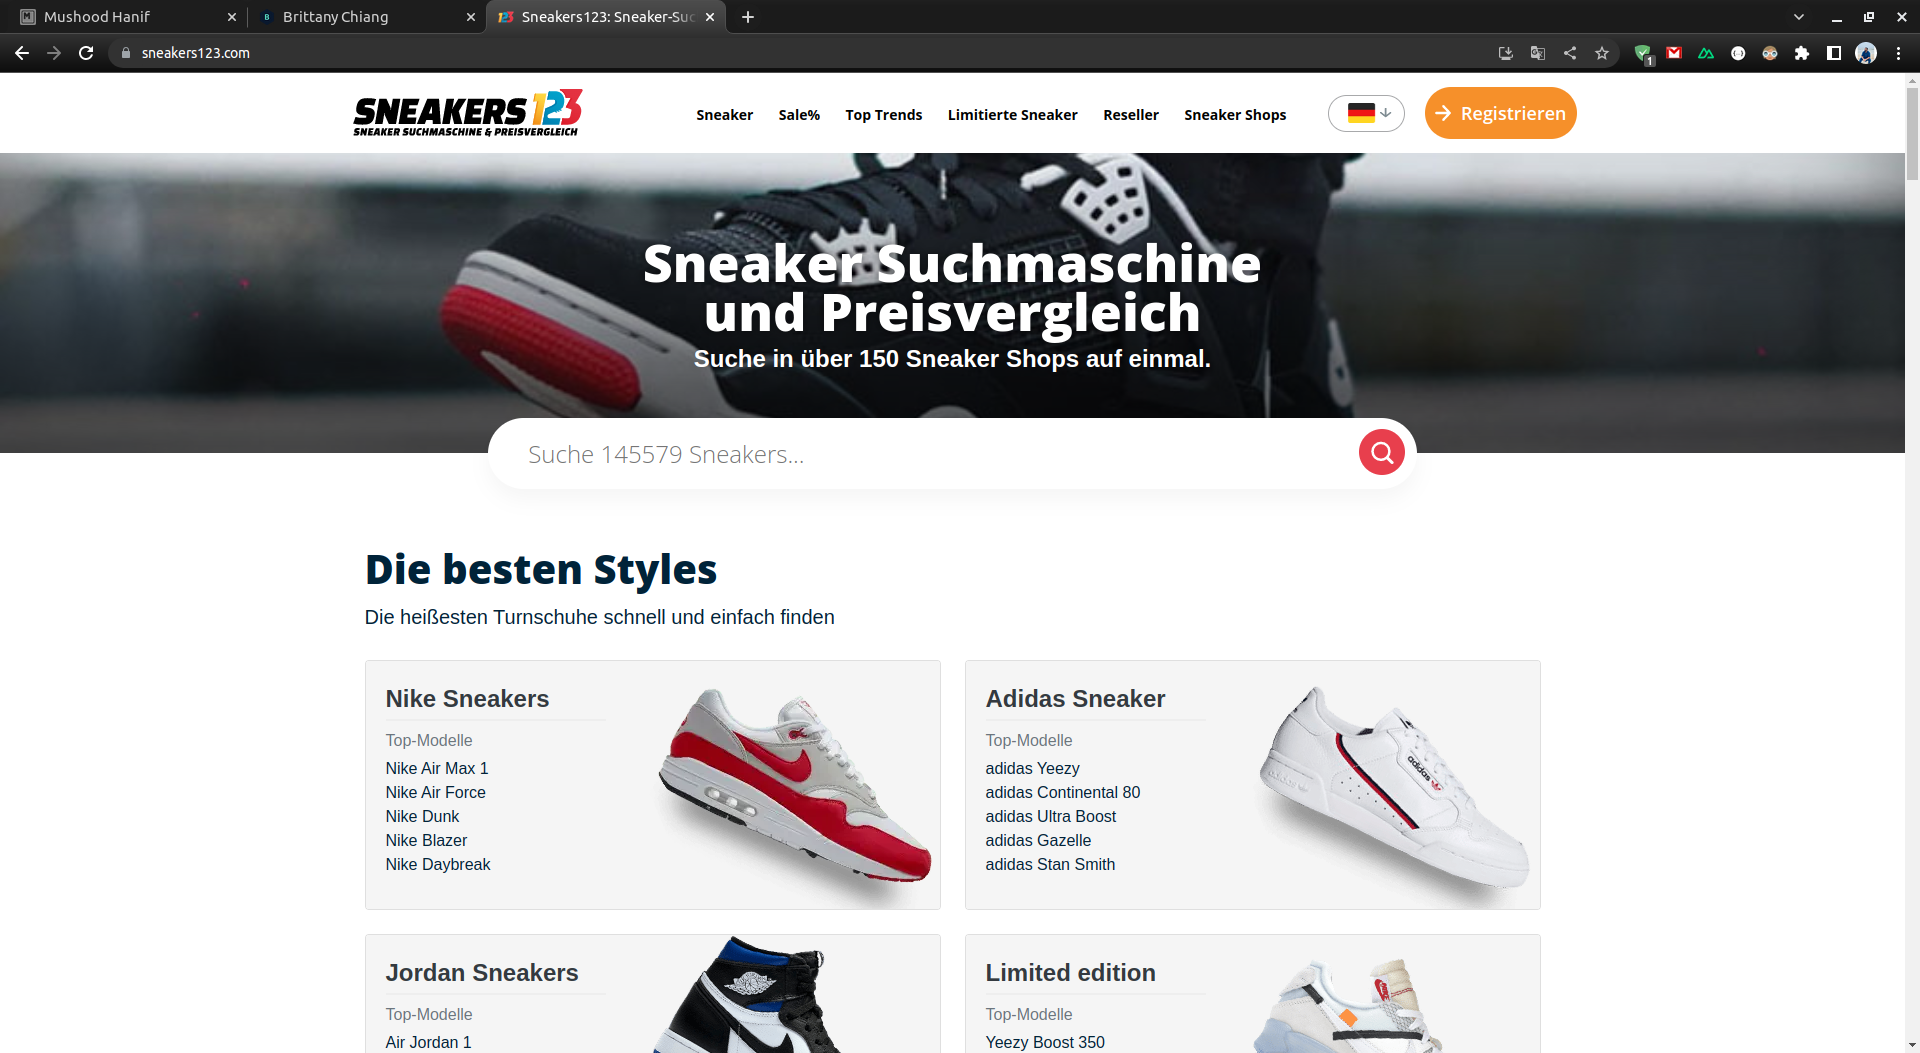 Mushood Hanif
Brittany Chiang
Sneakers123: Sneaker-Suc
sneakers123.com
1
SNEAKERS 123
SNEAKER SUCHMASCHINE & PREISVERGLEICH
Sneaker
Sale%
Top Trends
Limitierte Sneaker
Reseller
Sneaker Shops
Registrieren
Sneaker Suchmaschine
und Preisvergleich
Suche in über 150 Sneaker Shops auf einmal.
Suche 145579 Sneakers...
Die besten Styles
Die heißesten Turnschuhe schnell und einfach finden
Nike Sneakers
Top-Modelle
Nike Air Max 1
Nike Air Force
Nike Dunk
Nike Blazer
Nike Daybreak
Adidas Sneaker
Top-Modelle
adidas Yeezy
adidas Continental 80
adidas Ultra Boost
adidas Gazelle
adidas Stan Smith
adidas
Jordan Sneakers
Top-Modelle
Air Jordan 1
Limited edition
Top-Modelle
Yeezy Boost 350